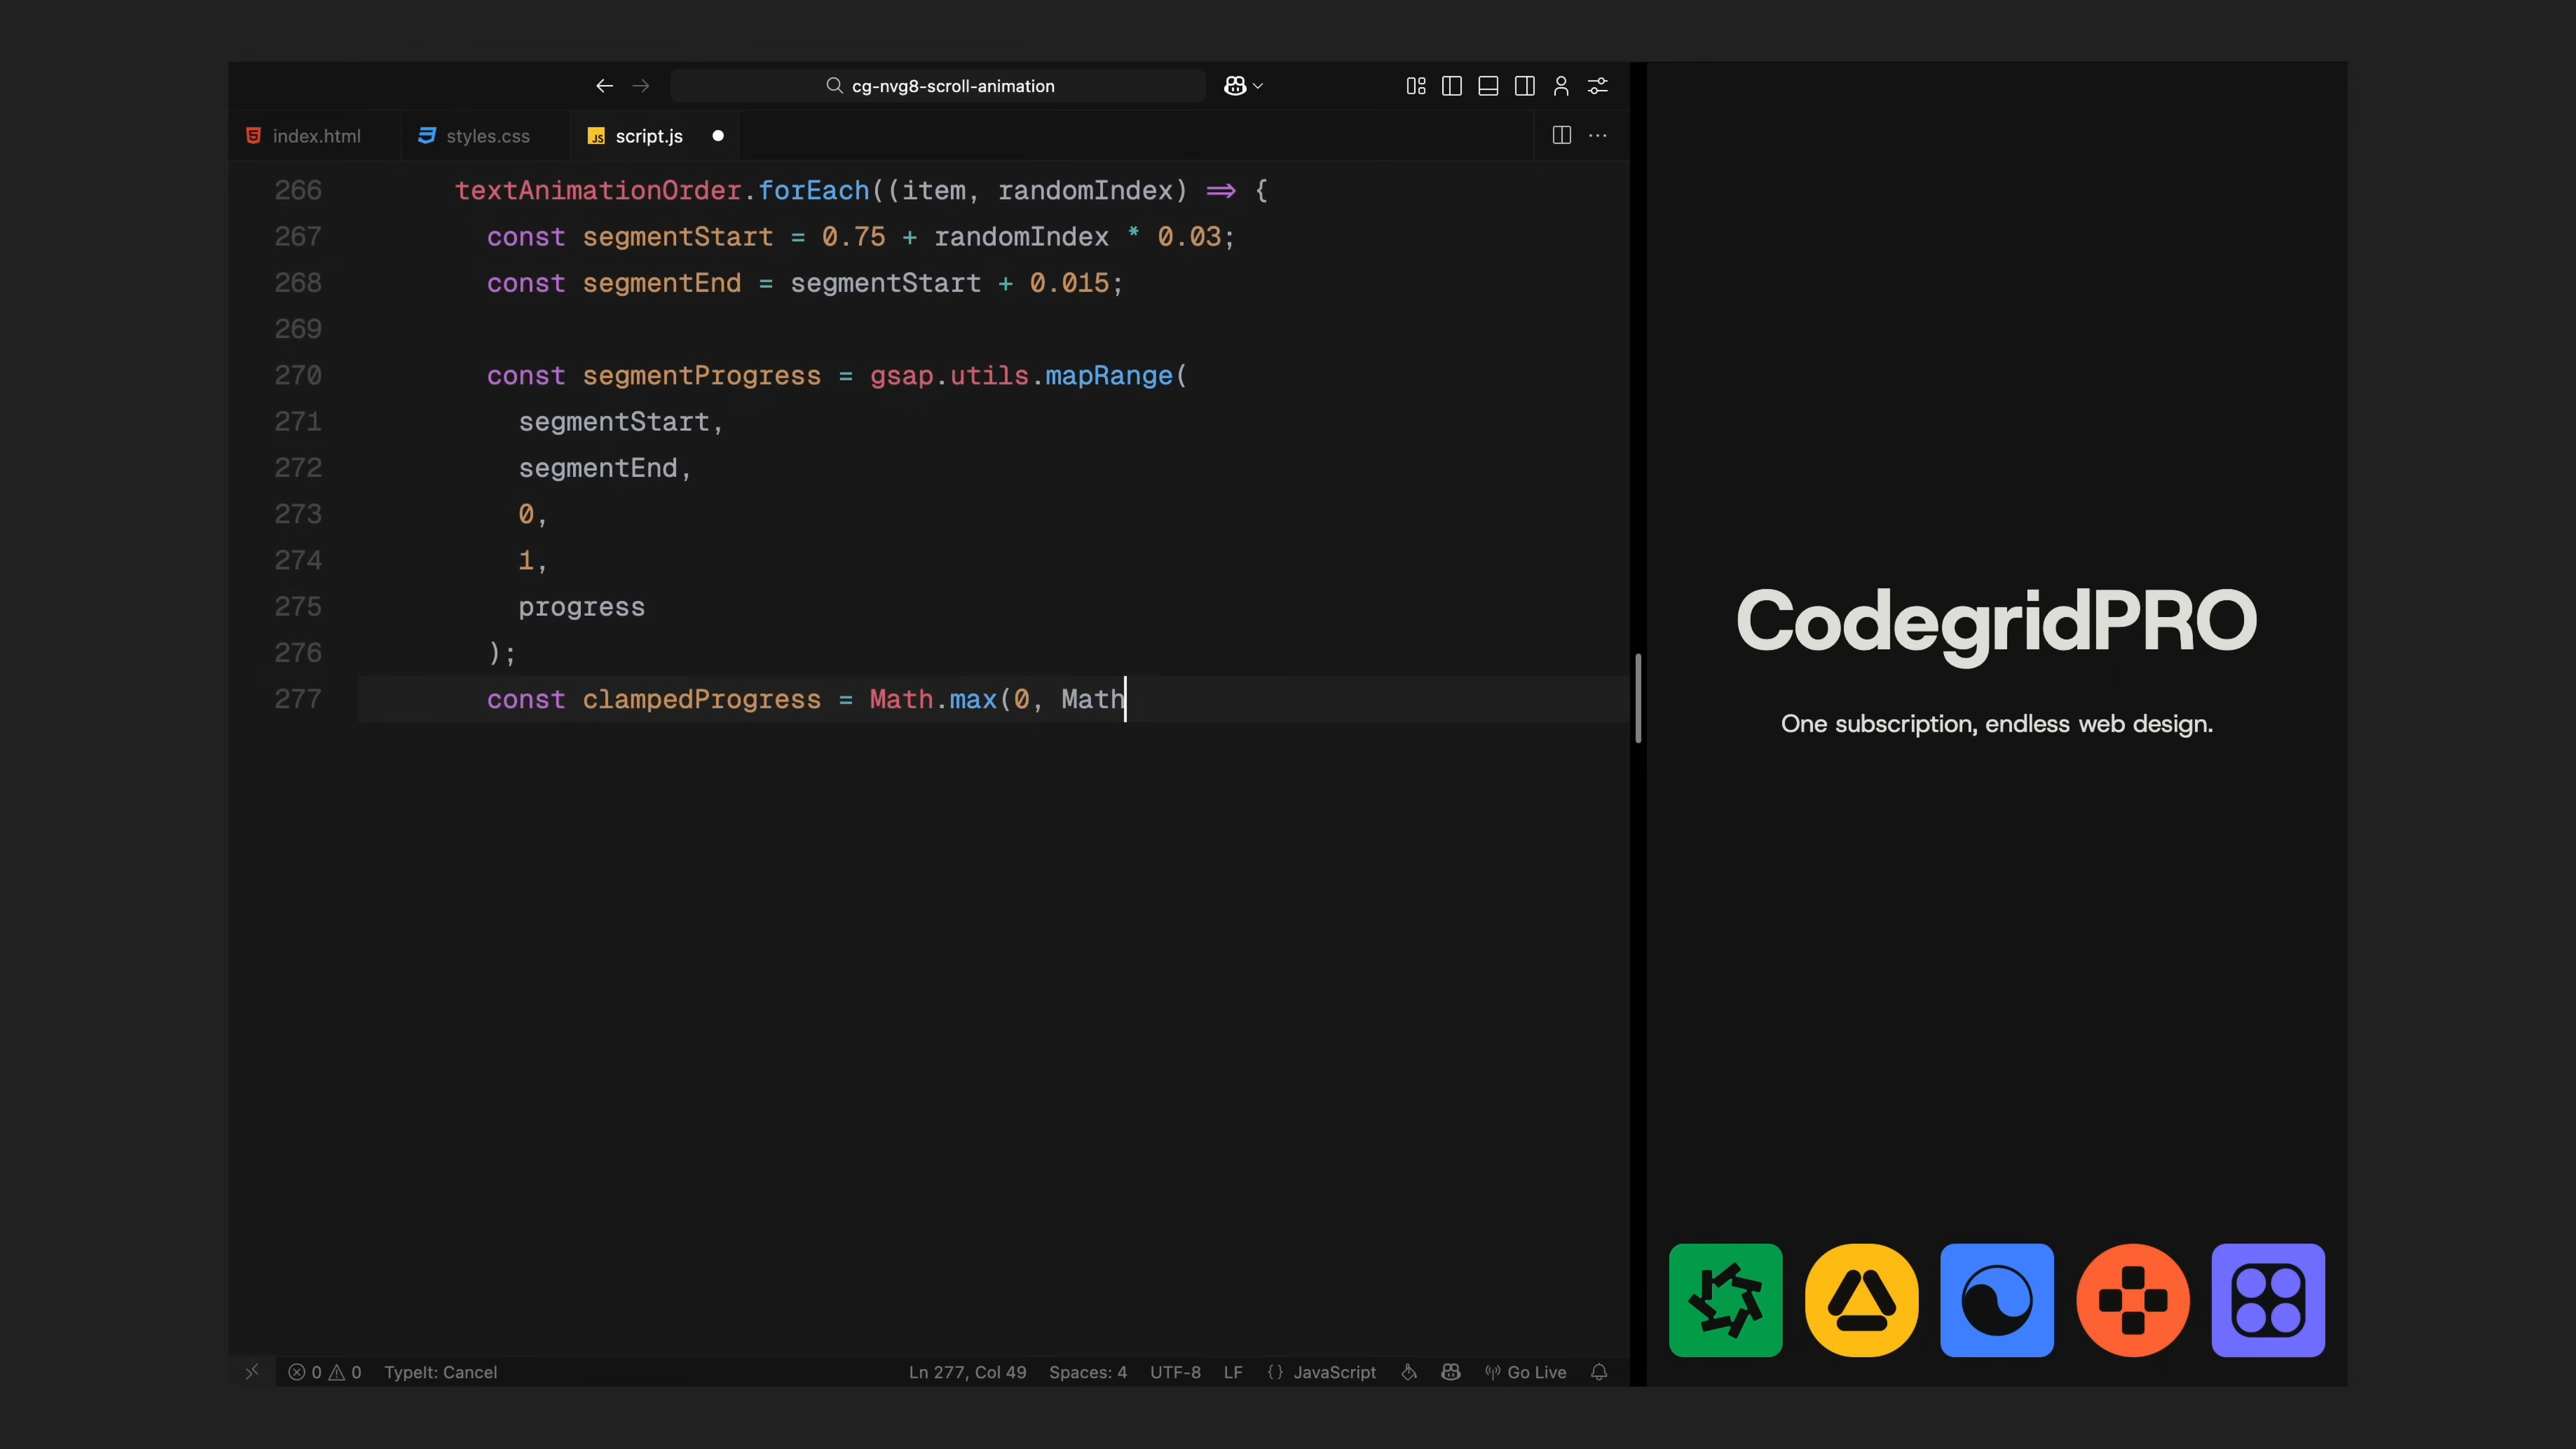 cg-nvg8-scroll-animation
index.html
styles.css
script.js
266 textAnimationOrder.forEach((item, randomIndex) => {
267 const segmentStart = 0.75 + randomIndex * 0.03;
268 const segmentEnd = segmentStart + 0.015;
269
270 const segmentProgress = gsap.utils.mapRange(
271 segmentStart,
272 segmentEnd,
273 0,
274 1,
275 progress
276 );
277 const clampedProgress = Math.max(0, Math
CodegridPRO
One subscription, endless web design.
0 0 TypeIt: Cancel Ln 277, Col 49 Spaces: 4 UTF-8 LF {} JavaScript Go Live